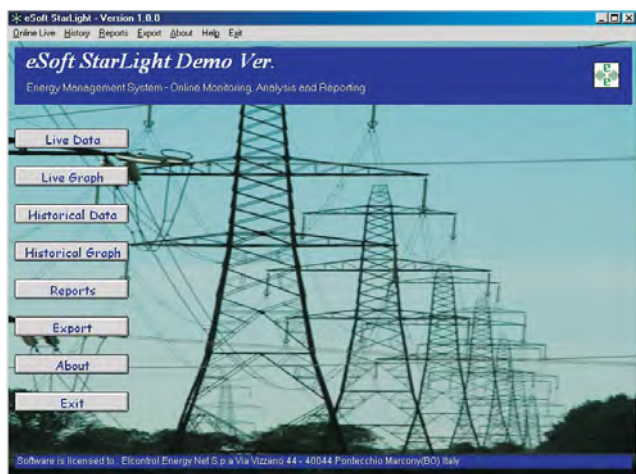 eSoft StarLight - Version 1.0.0
Online Live History Reports Export About Help Exit
eSoft StarLight Demo Ver.
Energy Management System - Online Monitoring, Analysis and Reporting
Live Data
Live Graph
Historical Data
Historical Graph
Reports
Export
About
Exit
Software is licensed to : Elcontrol Energy Net S.p.a Via Vizzano 44 - 40044 Pontecchio Marcony(BO) Italy